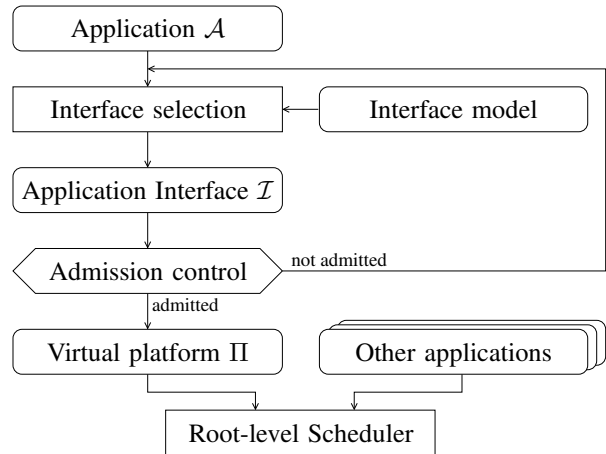 Application 𝒜
Interface selection
Interface model
Application Interface ℐ
Admission control
not admitted
admitted
Virtual platform Π
Other applications
Root-level Scheduler